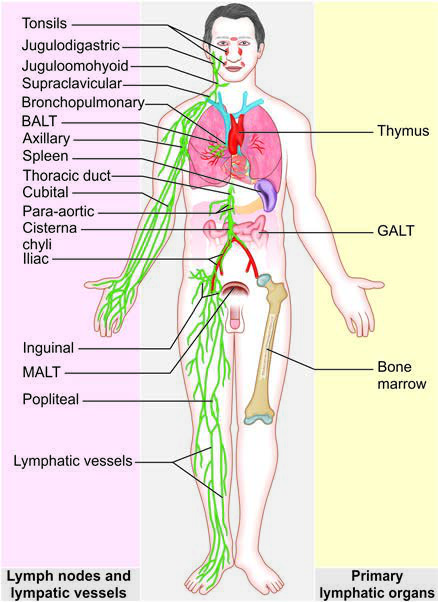 Tonsils
Jugulodigastric
Juguloomohyoid
Supraclavicular
Bronchopulmonary
BALT
Axillary
Spleen
Thoracic duct
Cubital
Para-aortic
Cisterna
chyli
Iliac
Inguinal
MALT
Popliteal
Lymphatic vessels
Lymph nodes and
lympatic vessels
Thymus
GALT
Bone
marrow
Primary
lymphatic organs